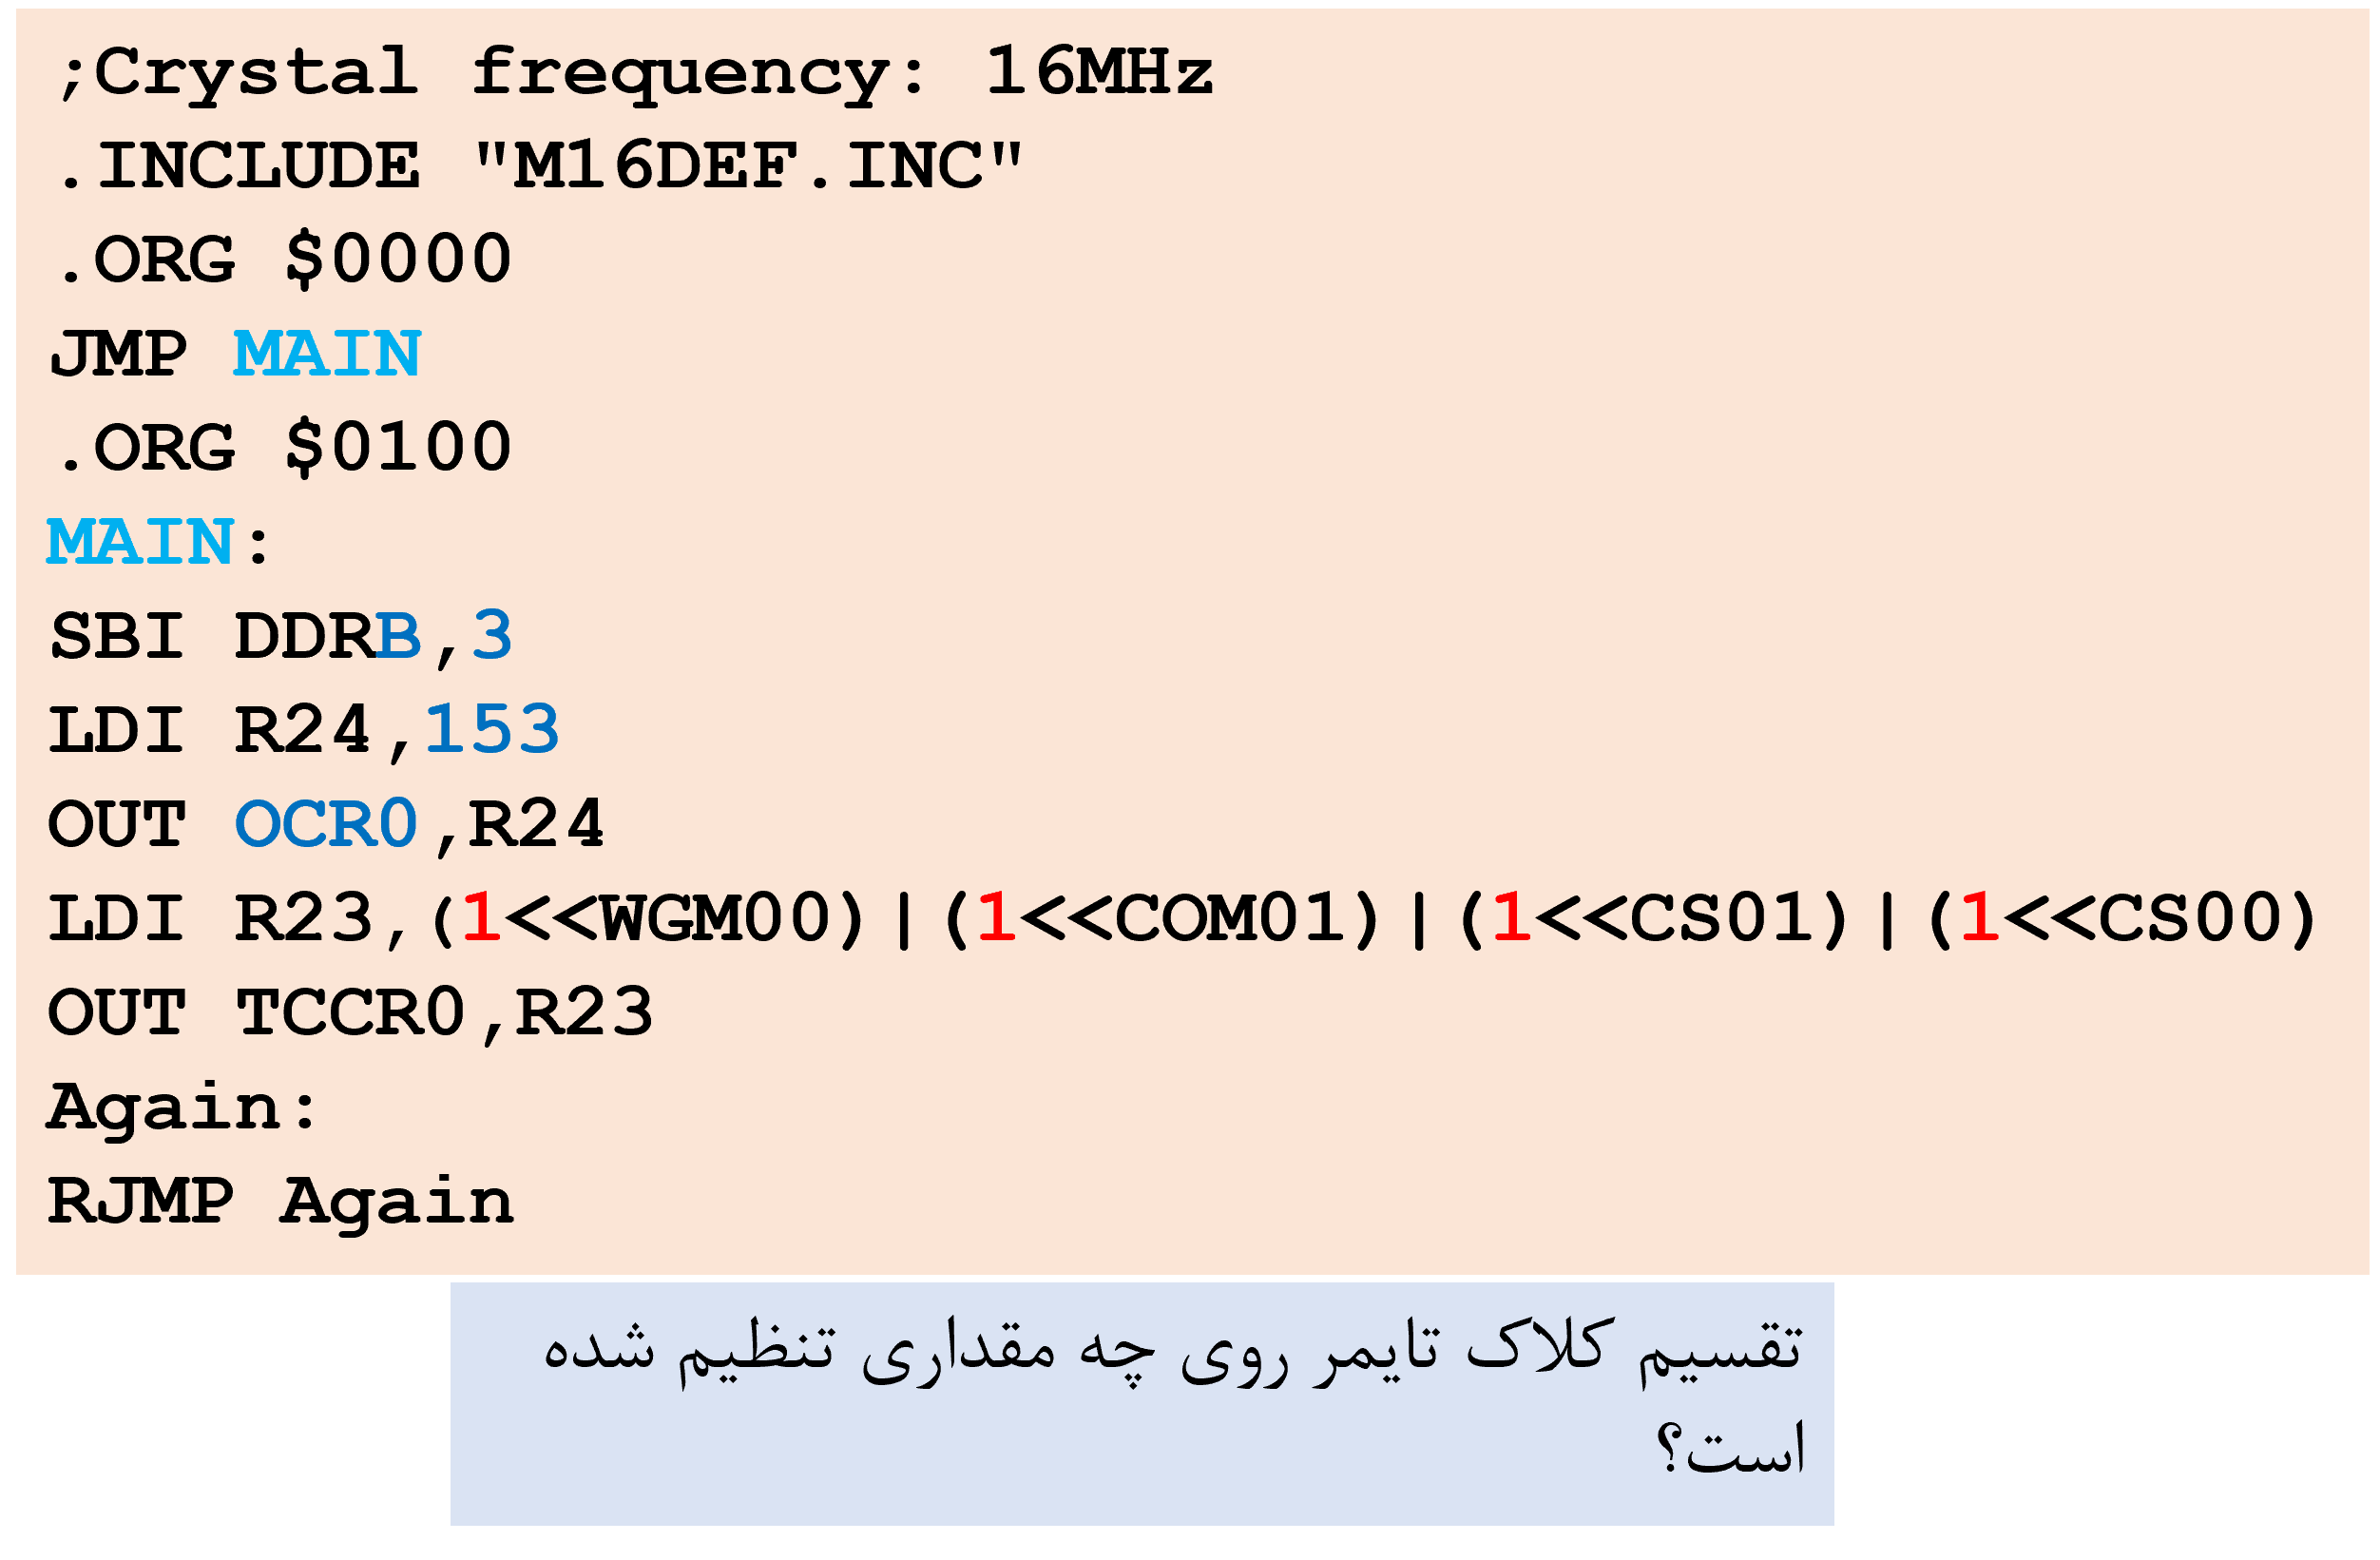 ;Crystal frequency: 16MHz
.INCLUDE "M16DEF.INC"
.ORG $0000
JMP MAIN
.ORG $0100
MAIN:
SBI DDRB,3
LDI R24,153
OUT OCR0,R24
LDI R23,(1<<WGM00)|(1<<COM01)|(1<<CS01)|(1<<CS00)
OUT TCCR0,R23
Again:
RJMP Again
تقسیم کلاک تایمر روی چه مقداری تنظیم شده
است؟